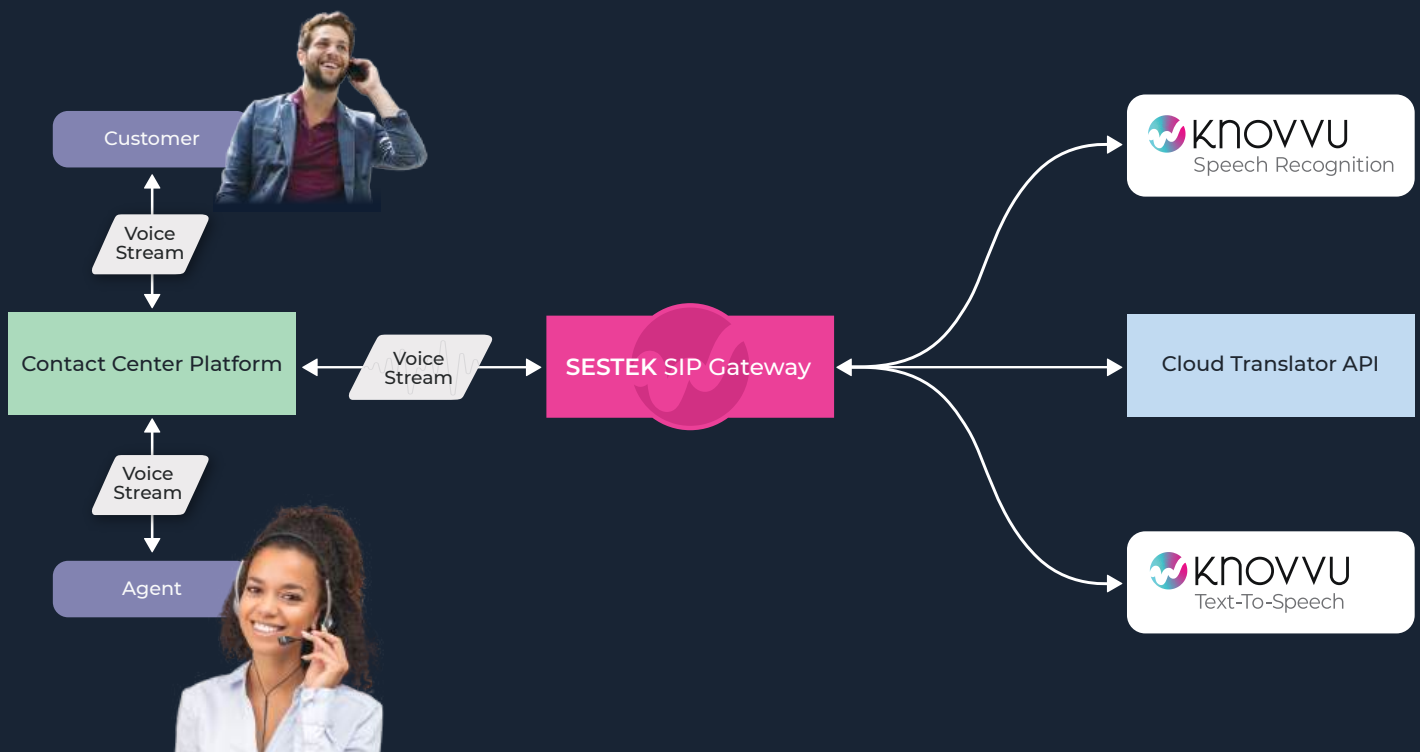 Customer
Voice
Stream
Contact Center Platform
Voice
Stream
SESTEK SIP Gateway
Voice
Stream
Agent
KNOVVU
Speech Recognition
Cloud Translator API
KNOVVU
Text-To-Speech